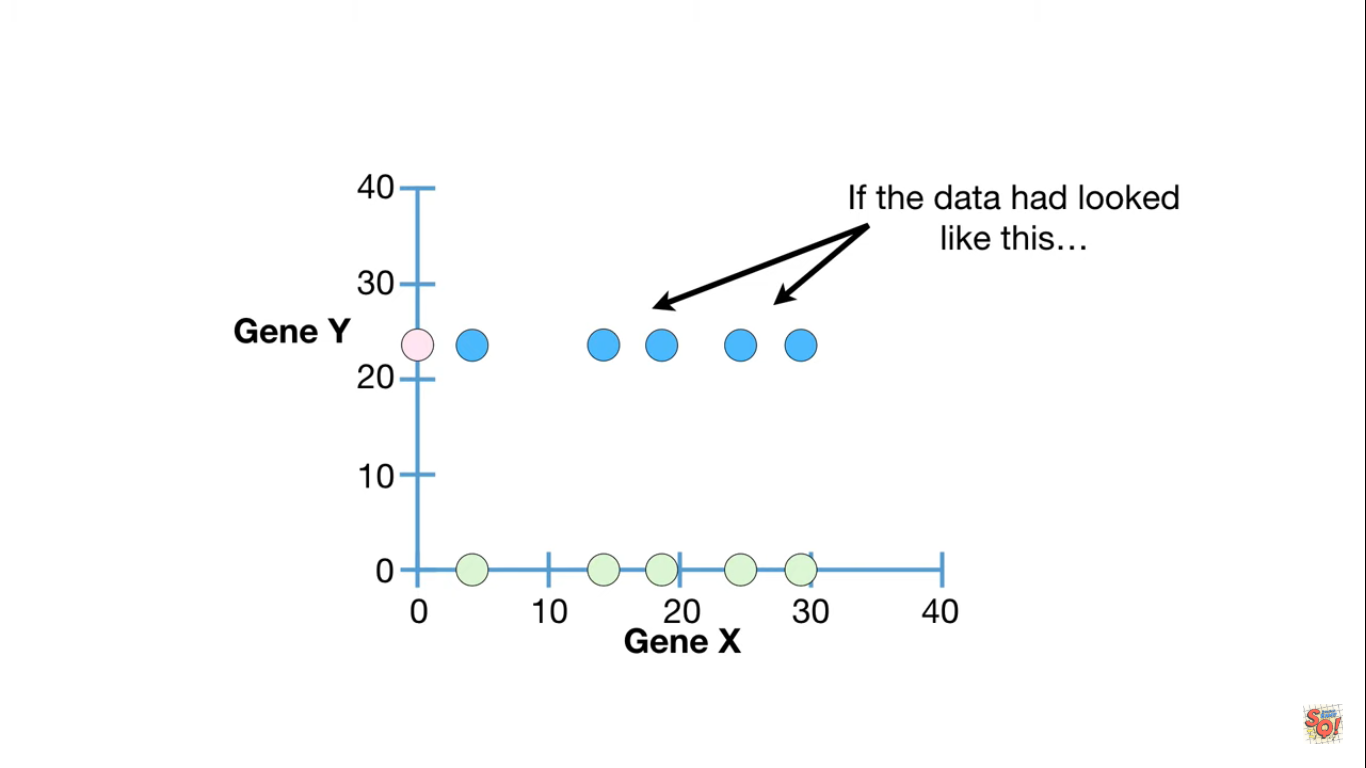 40
If the data had looked
like this...
30
Gene Y
20
10
0
0 10 20 30 40
Gene X
SQ!